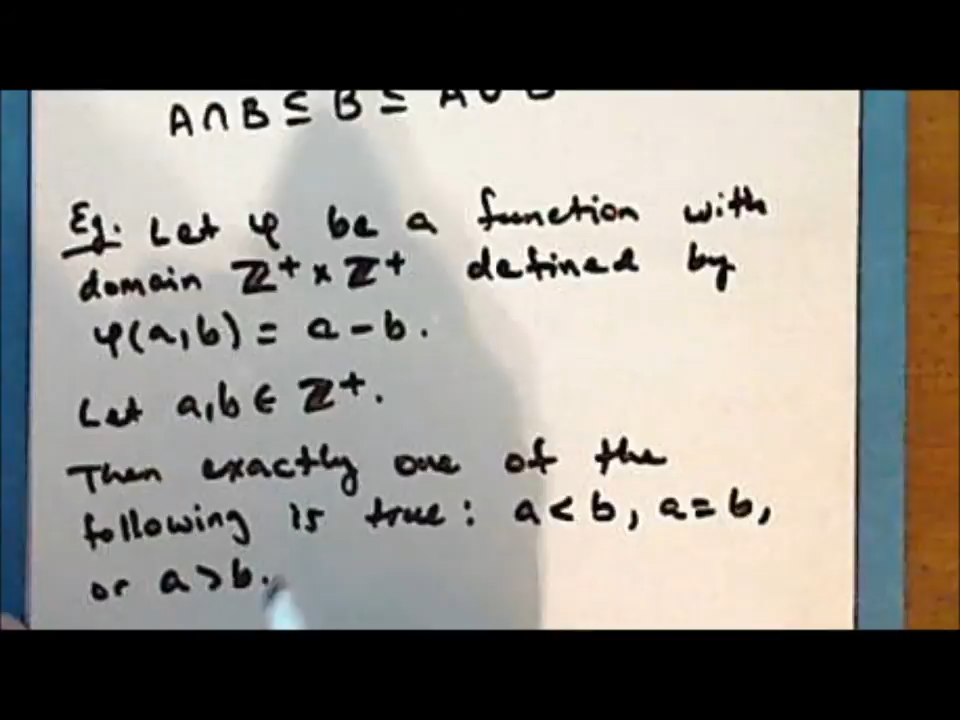 A ∩ B ⊆ B ⊆ A ∪ B
Eg: Let φ be a function with
domain ℤ⁺ × ℤ⁺ defined by
φ(a,b) = a - b.
Let a,b ∈ ℤ⁺.
Then exactly one of the
following is true: a < b, a = b,
or a > b.